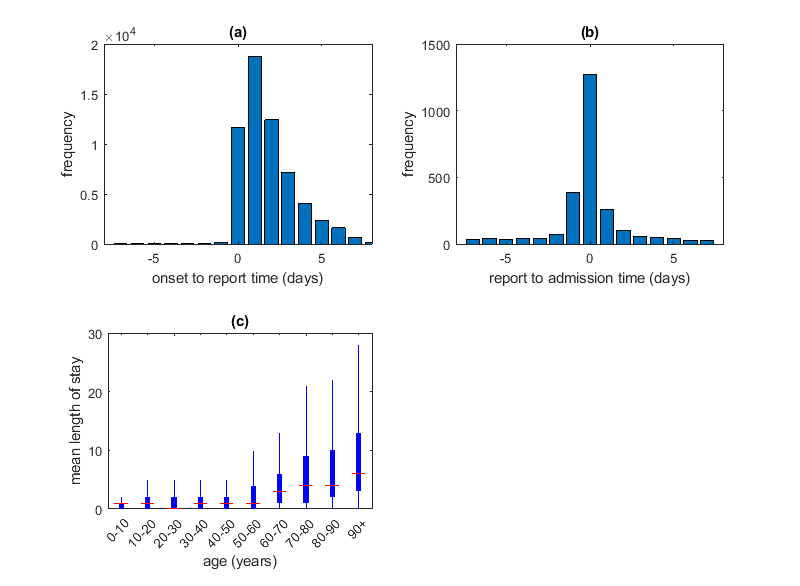 (a)
×10⁴
2
1.5
1
0.5
0
-5 0 5
frequency
onset to report time (days)
(b)
1500
1000
500
0
-5 0 5
frequency
report to admission time (days)
(c)
30
20
10
0
0-10 10-20 20-30 30-40 40-50 50-60 60-70 70-80 80-90 90+
mean length of stay
age (years)